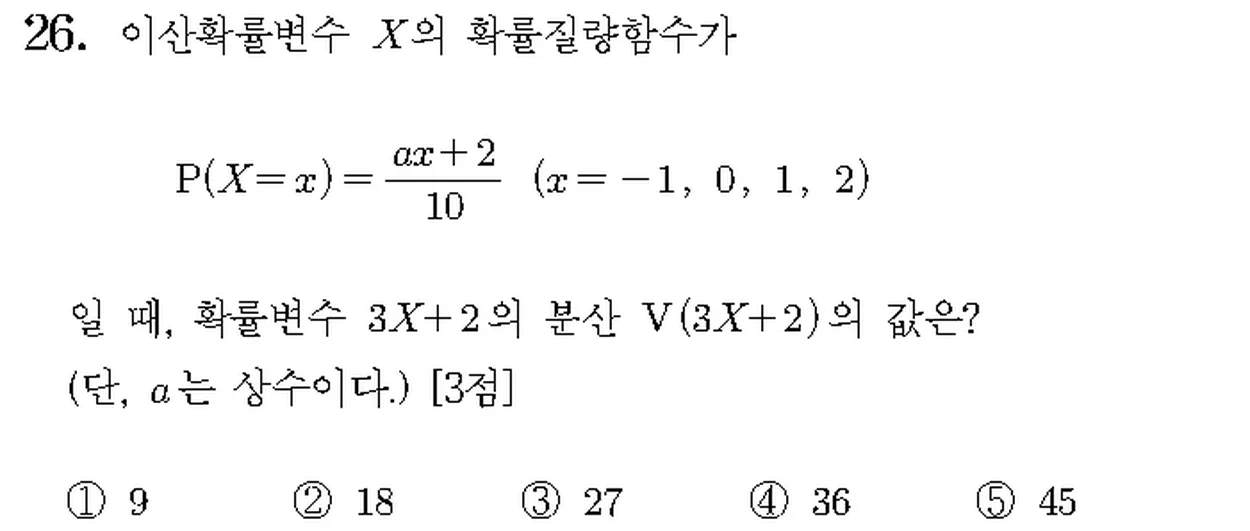 26. 이산확률변수 X의 확률질량함수가
P(X=x)=\frac{ax+2}{10} (x=-1, 0, 1, 2)
일 때, 확률변수 3X+2의 분산 V(3X+2)의 값은?
(단, a는 상수이다.) [3점]
① 9 ② 18 ③ 27 ④ 36 ⑤ 45